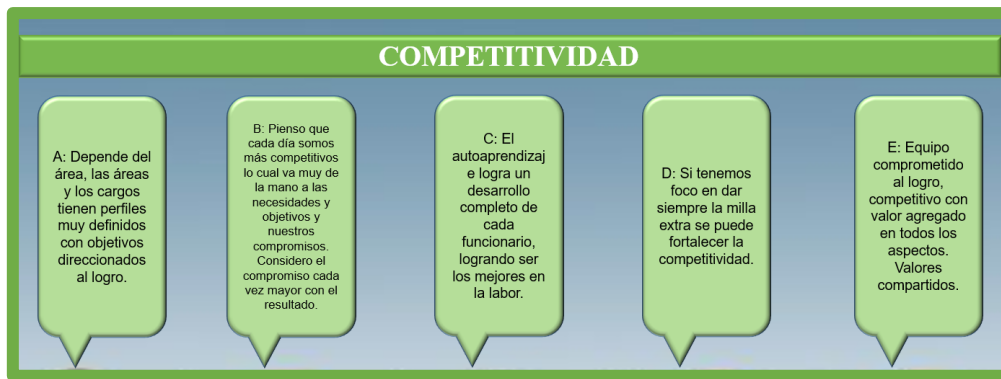 COMPETITIVIDAD
A: Depende del
área, las áreas
y los cargos
tienen perfiles
muy definidos
con objetivos
direccionados
al logro.
B: Pienso que
cada día somos
más competitivos
lo cual va muy de
la mano a las
necesidades y
objetivos y
nuestros
compromisos.
Considero el
compromiso cada
vez mayor con el
resultado.
C: El
autoaprendizaj
e logra un
desarrollo
completo de
cada
funcionario,
logrando ser
los mejores en
la labor.
D: Si tenemos
foco en dar
siempre la milla
extra se puede
fortalecer la
competitividad.
E: Equipo
comprometido
al logro,
competitivo con
valor agregado
en todos los
aspectos.
Valores
compartidos.